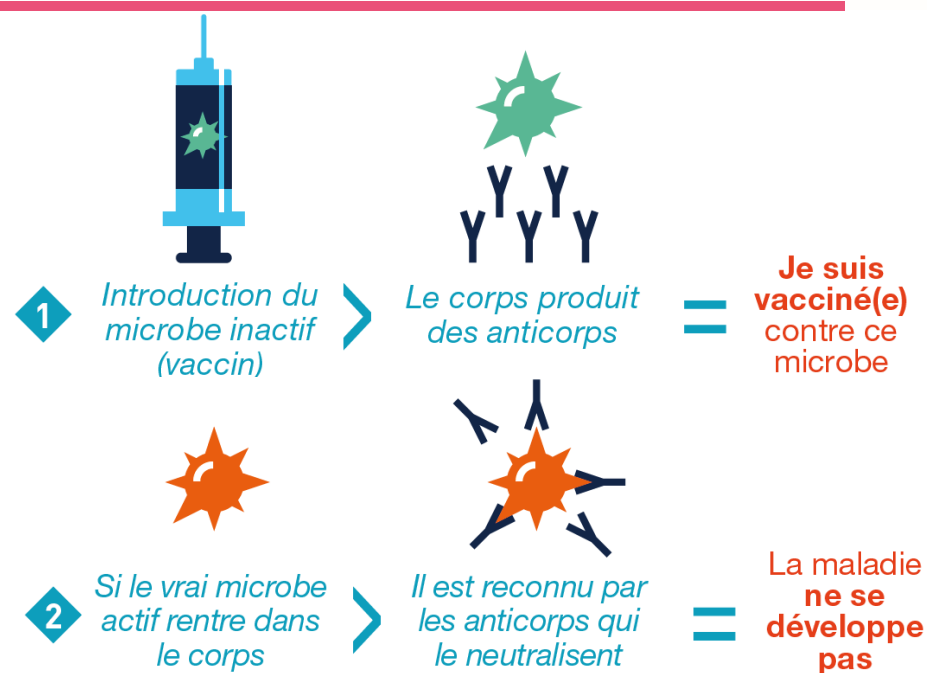 1
Introduction du
microbe inactif
(vaccin)
>
Le corps produit
des anticorps
=
Je suis
vacciné(e)
contre ce
microbe
2
Si le vrai microbe
actif rentre dans
le corps
>
Il est reconnu par
les anticorps qui
le neutralisent
=
La maladie
ne se
développe
pas